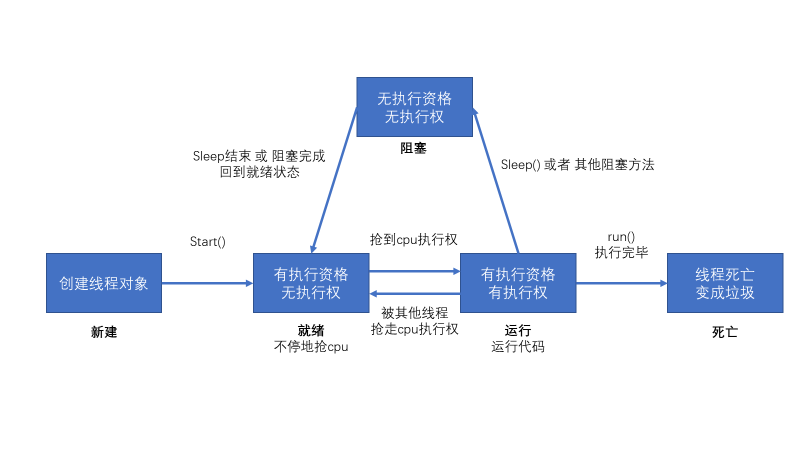 无执行资格
无执行权
阻塞
Sleep结束 或 阻塞完成
回到就绪状态
Sleep() 或者 其他阻塞方法
Start()
抢到cpu执行权
run()
执行完毕
创建线程对象
有执行资格
无执行权
有执行资格
有执行权
线程死亡
变成垃圾
被其他线程
抢走cpu执行权
新建
就绪
不停地抢cpu
运行
运行代码
死亡